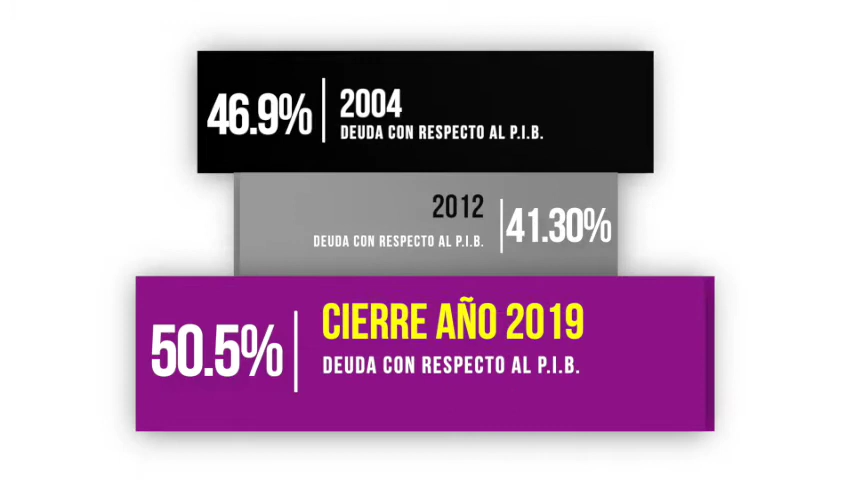 46.9%
2004
DEUDA CON RESPECTO AL P.I.B.
2012
DEUDA CON RESPECTO AL P.I.B.
41.30%
50.5%
CIERRE AÑO 2019
DEUDA CON RESPECTO AL P.I.B.